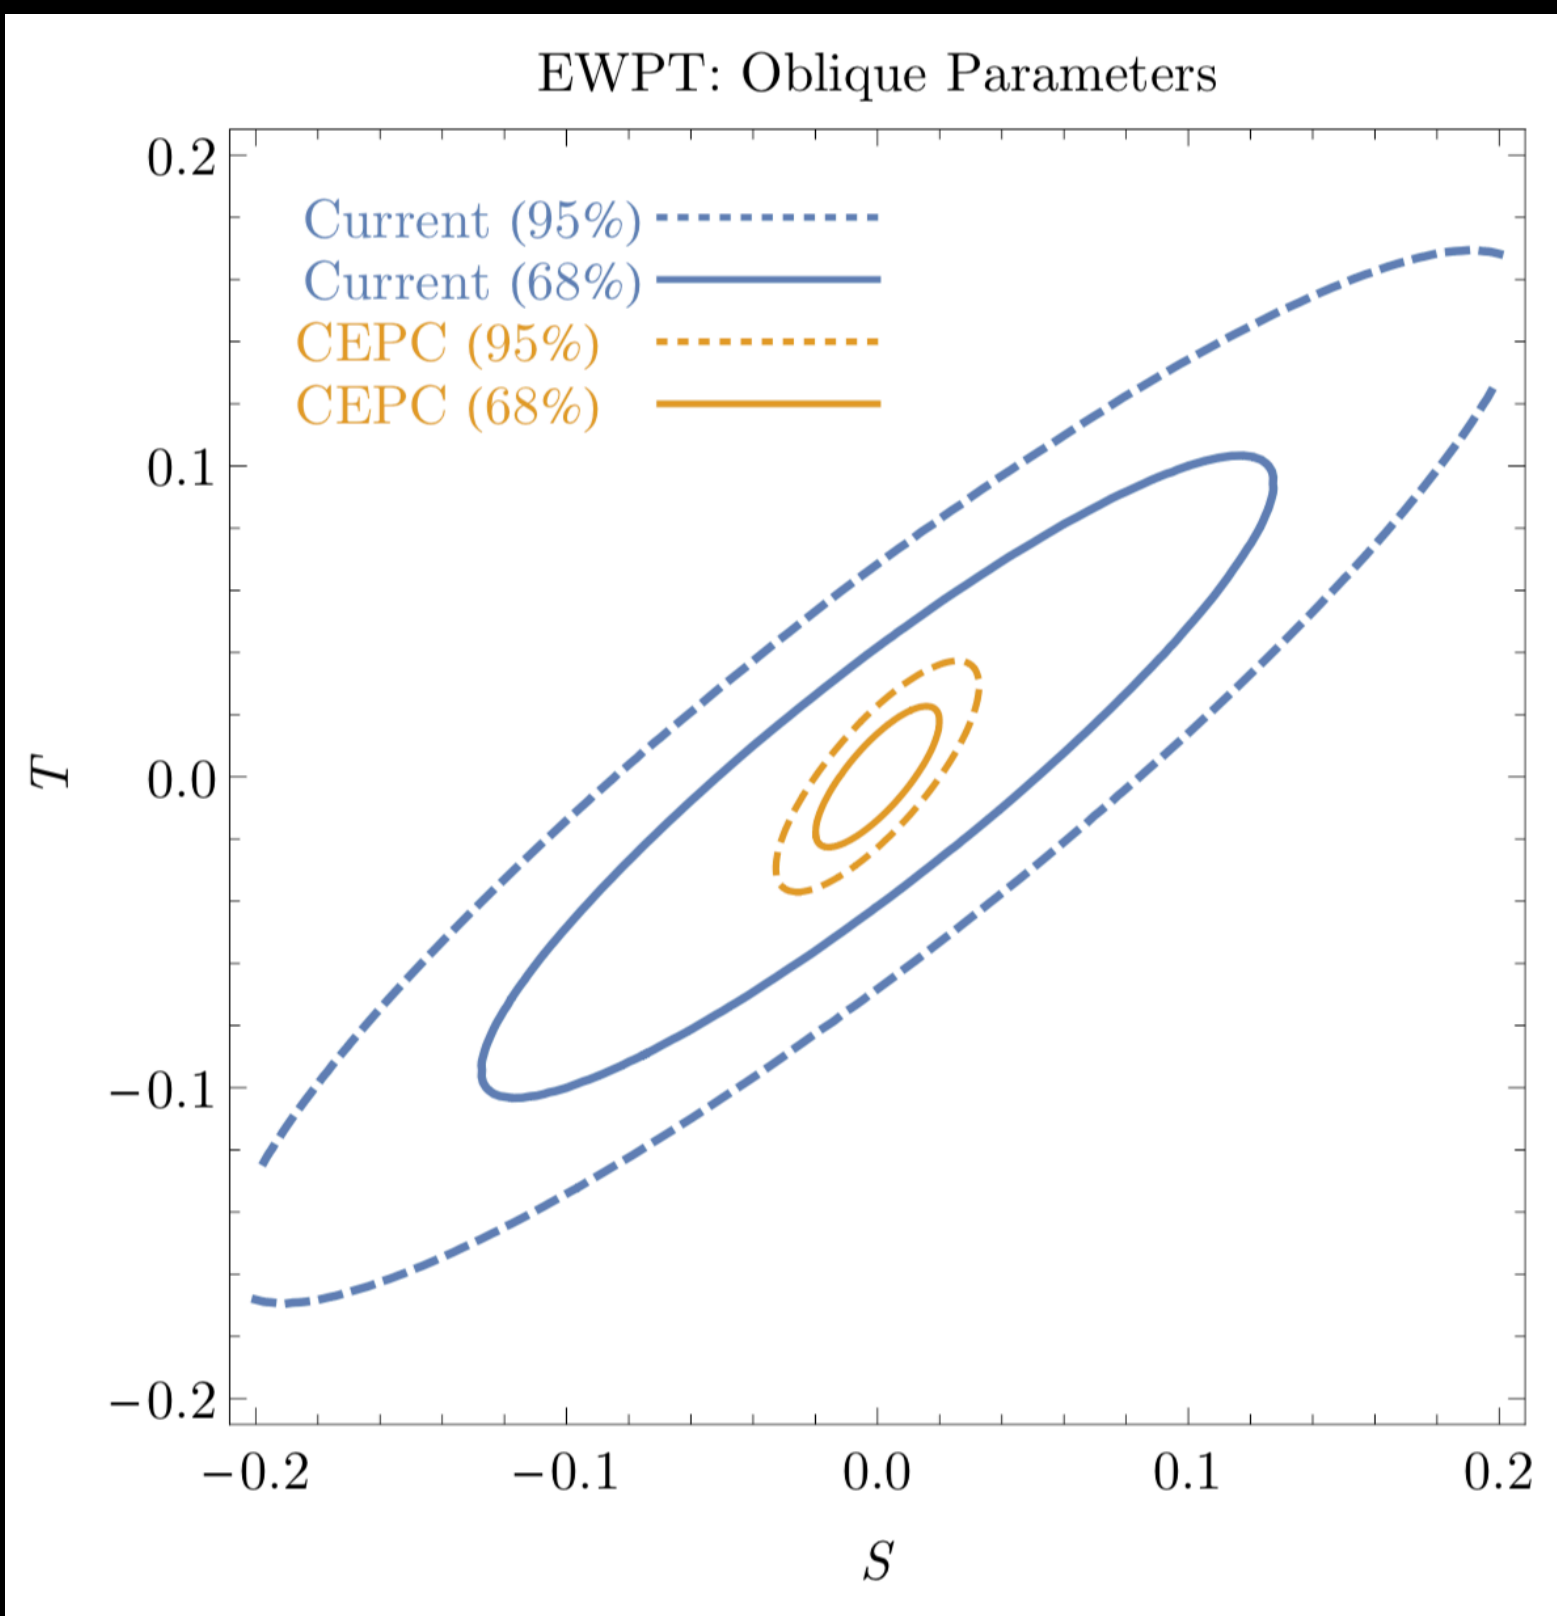 EWPT: Oblique Parameters
Current (95%)
Current (68%)
CEPC (95%)
CEPC (68%)
0.2
0.1
0.0
−0.1
−0.2
T
−0.2 −0.1 0.0 0.1 0.2
S